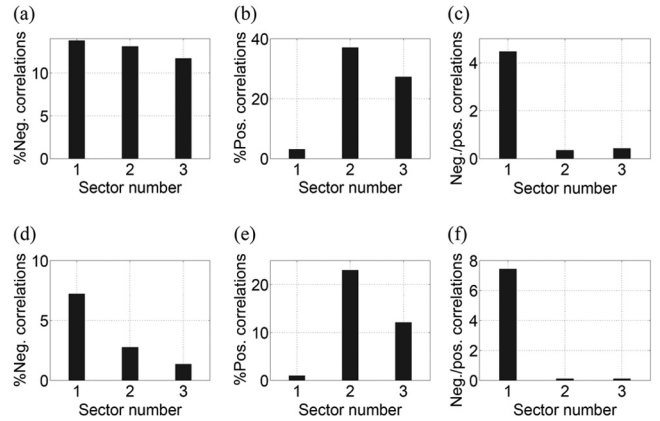 (a)
%Neg. correlations
10
5
0
1 2 3
Sector number
(b)
%Pos. correlations
40
20
0
1 2 3
Sector number
(c)
Neg./pos. correlations
4
2
0
1 2 3
Sector number
(d)
%Neg. correlations
10
5
0
1 2 3
Sector number
(e)
%Pos. correlations
20
10
0
1 2 3
Sector number
(f)
Neg./pos. correlations
8
6
4
2
0
1 2 3
Sector number